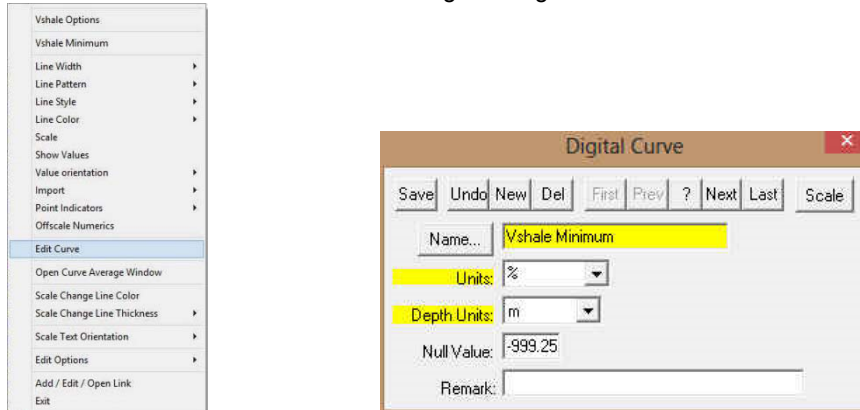 Vshale Options
Vshale Minimum
Line Width
Line Pattern
Line Style
Line Color
Scale
Show Values
Value orientation
Import
Point Indicators
Offscale Numerics
Edit Curve
Open Curve Average Window
Scale Change Line Color
Scale Change Line Thickness
Scale Text Orientation
Edit Options
Add / Edit / Open Link
Exit
Digital Curve
Save Undo New Del First Prev ? Next Last Scale
Name... Vshale Minimum
Units: %
Depth Units: m
Null Value: -999.25
Remark: